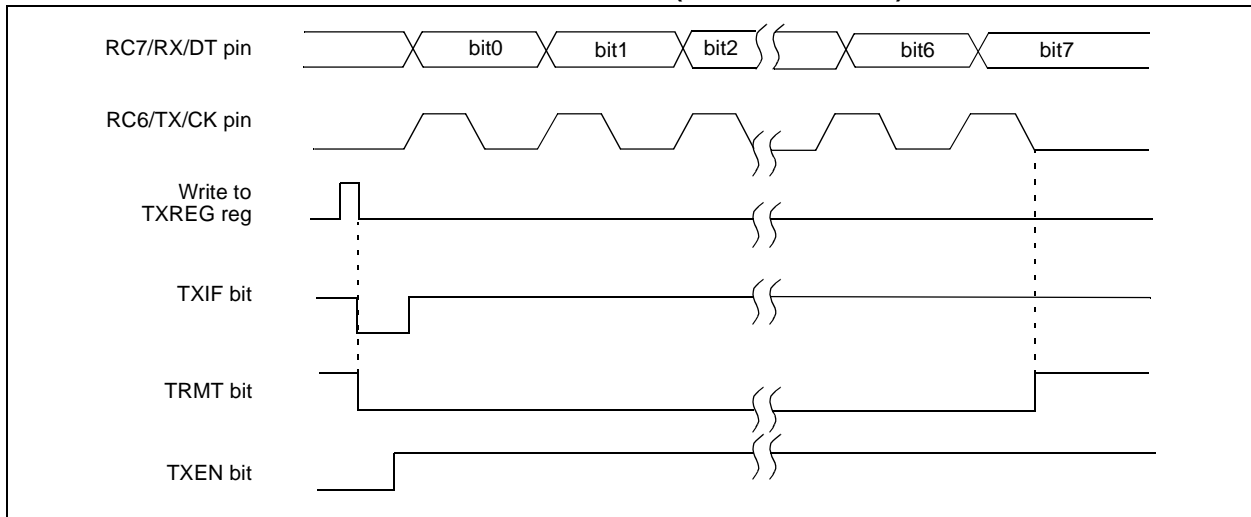 RC7/RX/DT pin
bit0 bit1 bit2 bit6 bit7
RC6/TX/CK pin
Write to
TXREG reg
TXIF bit
TRMT bit
TXEN bit